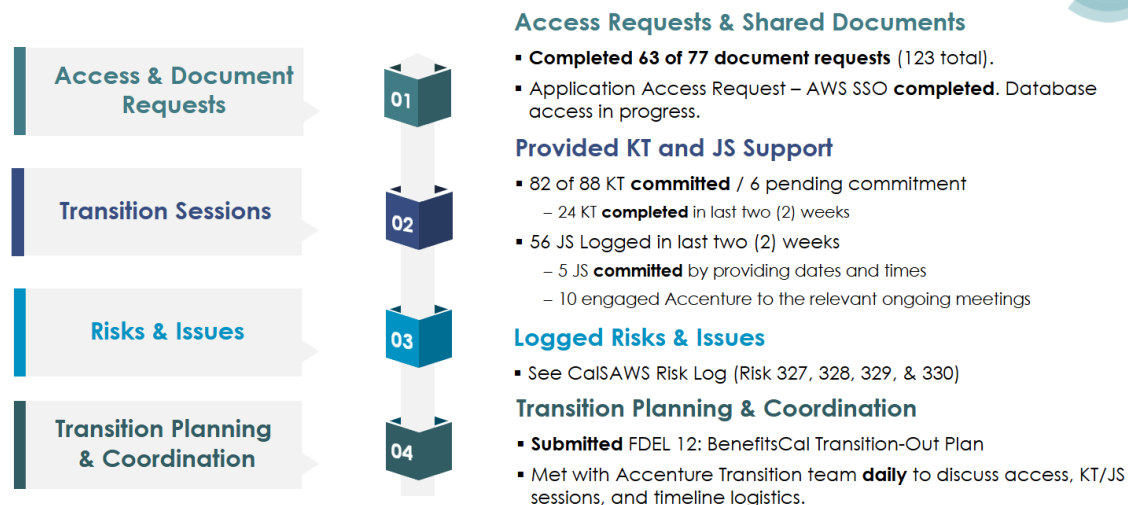 Access & Document
Requests
01
Access Requests & Shared Documents
▪ Completed 63 of 77 document requests (123 total).
▪ Application Access Request – AWS SSO completed. Database
access in progress.
Transition Sessions
02
Provided KT and JS Support
▪ 82 of 88 KT committed / 6 pending commitment
– 24 KT completed in last two (2) weeks
▪ 56 JS Logged in last two (2) weeks
– 5 JS committed by providing dates and times
– 10 engaged Accenture to the relevant ongoing meetings
Risks & Issues
03
Logged Risks & Issues
▪ See CalSAWS Risk Log (Risk 327, 328, 329, & 330)
Transition Planning
& Coordination
04
Transition Planning & Coordination
▪ Submitted FDEL 12: BenefitsCal Transition-Out Plan
▪ Met with Accenture Transition team daily to discuss access, KT/JS
sessions, and timeline logistics.